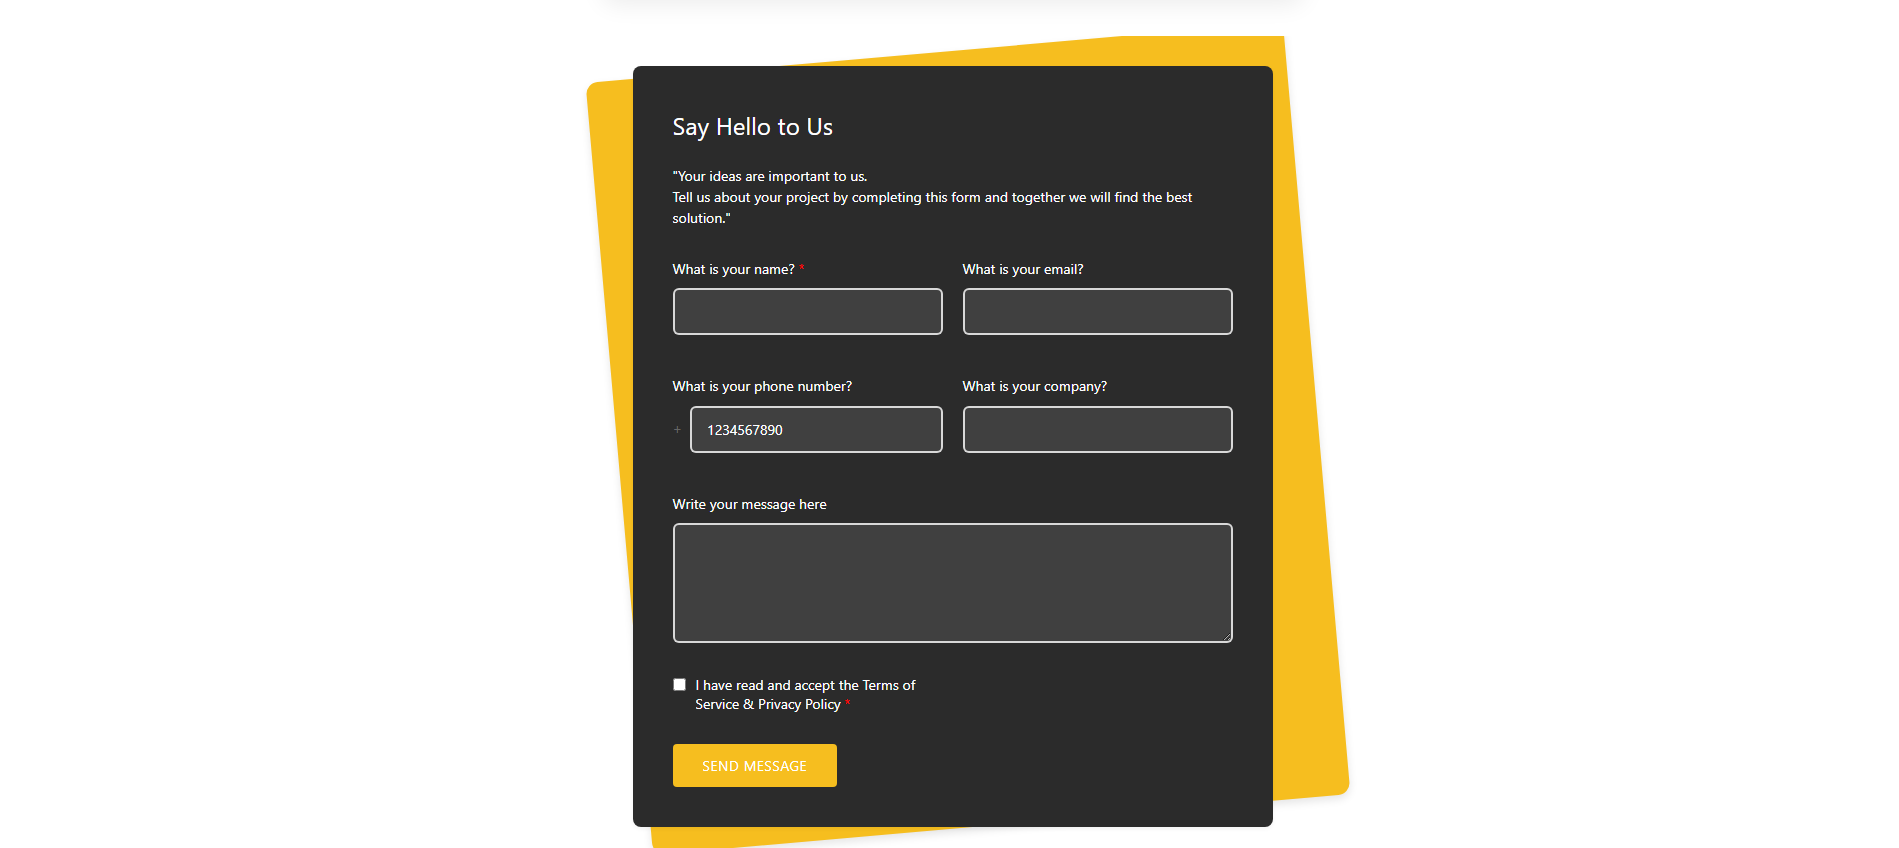 Say Hello to Us
"Your ideas are important to us.
Tell us about your project by completing this form and together we will find the best
solution."
What is your name? *
What is your email?
What is your phone number?
What is your company?
+ 1234567890
Write your message here
I have read and accept the Terms of
Service & Privacy Policy *
SEND MESSAGE